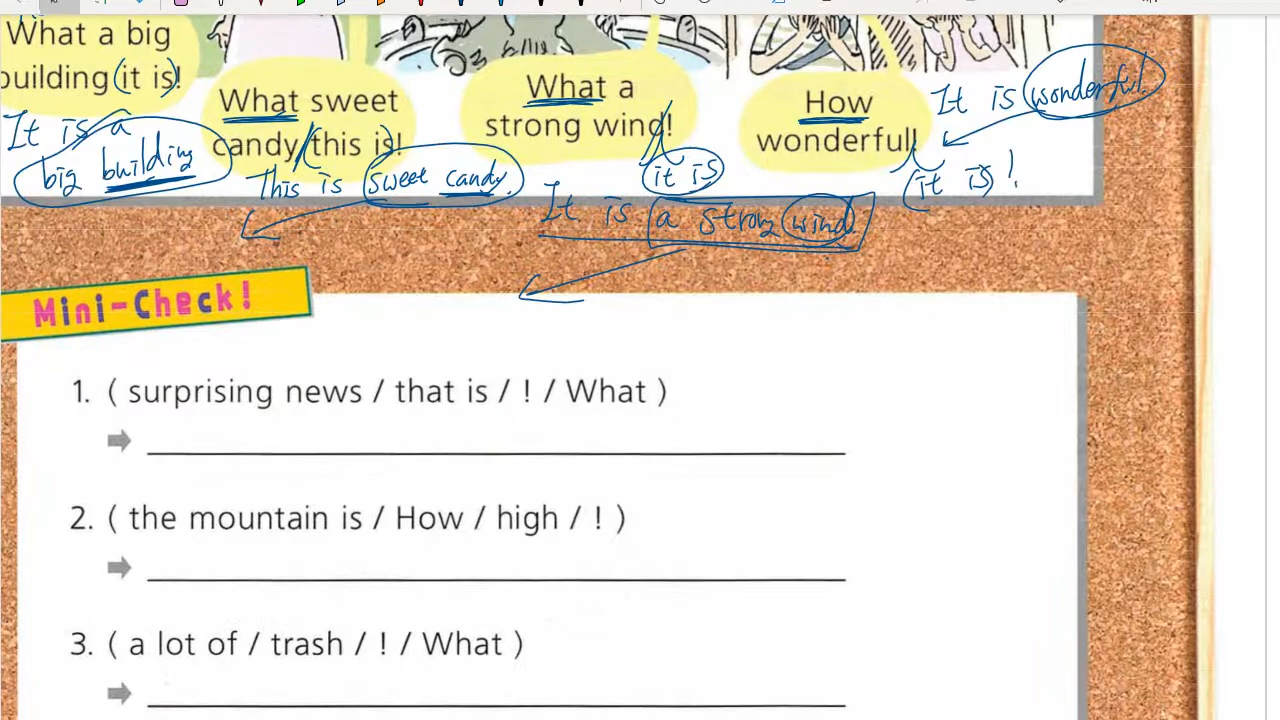 What a big
building (it is)!
It is a
big building
What sweet
candy (this is)!
This is sweet candy.
What a
strong wind!
(it is)
It is a strong wind.
How
wonderful!
(it is)!
It is wonderful.
Mini-Check!
1. ( surprising news / that is / ! / What )
2. ( the mountain is / How / high / ! )
3. ( a lot of / trash / ! / What )